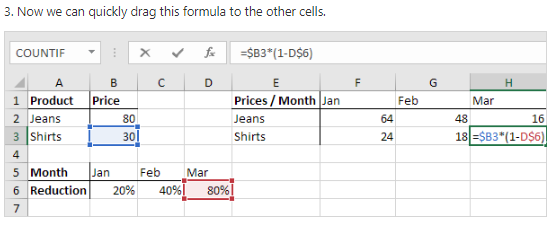 3. Now we can quickly drag this formula to the other cells.
COUNTIF fx =$B3*(1-D$6)
A B C D E F G H
1 Product Price Prices / Month Jan Feb Mar
2 Jeans 80 Jeans 64 48 16
3 Shirts 30 Shirts 24 18 =$B3*(1-D$6)
4
5 Month Jan Feb Mar
6 Reduction 20% 40% 80%
7